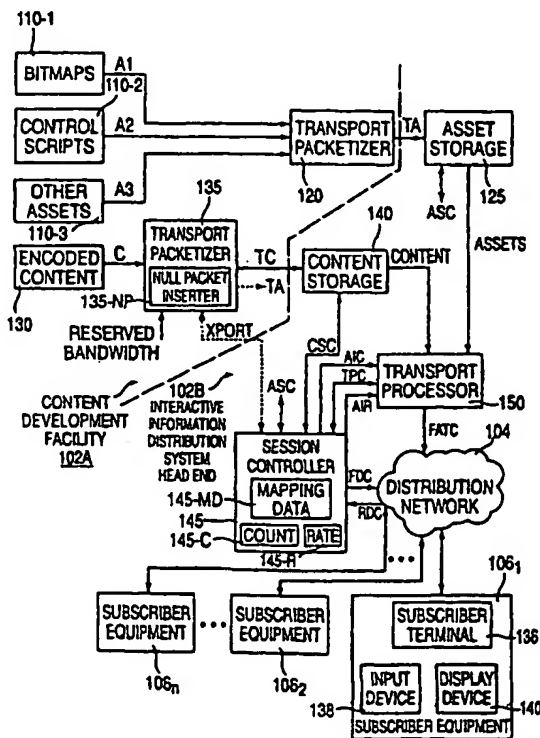 110-1
BITMAPS
A1
110-2
CONTROL
SCRIPTS
A2
OTHER
ASSETS
A3
110-3
TRANSPORT
PACKETIZER
120
TA
ASSET
STORAGE
125
ASC
ASSETS
ENCODED
CONTENT
130
C
135
TRANSPORT
PACKETIZER
NULL PACKET
INSERTER
135-NP
TC
TA
140
CONTENT
STORAGE
CONTENT
RESERVED
BANDWIDTH
XPORT
CSC
AIC
TPC
AIR
TRANSPORT
PROCESSOR
150
CONTENT
DEVELOPMENT
FACILITY
102A
102B
INTERACTIVE
INFORMATION
DISTRIBUTION
SYSTEM
HEAD END
ASC
SESSION
CONTROLLER
MAPPING
DATA
145-MD
145
COUNT
RATE
145-C
145-R
FATC
104
FDC
RDC
DISTRIBUTION
NETWORK
SUBSCRIBER
EQUIPMENT
106n
SUBSCRIBER
EQUIPMENT
1062
1061
SUBSCRIBER
TERMINAL
136
INPUT
DEVICE
138
DISPLAY
DEVICE
140
SUBSCRIBER EQUIPMENT